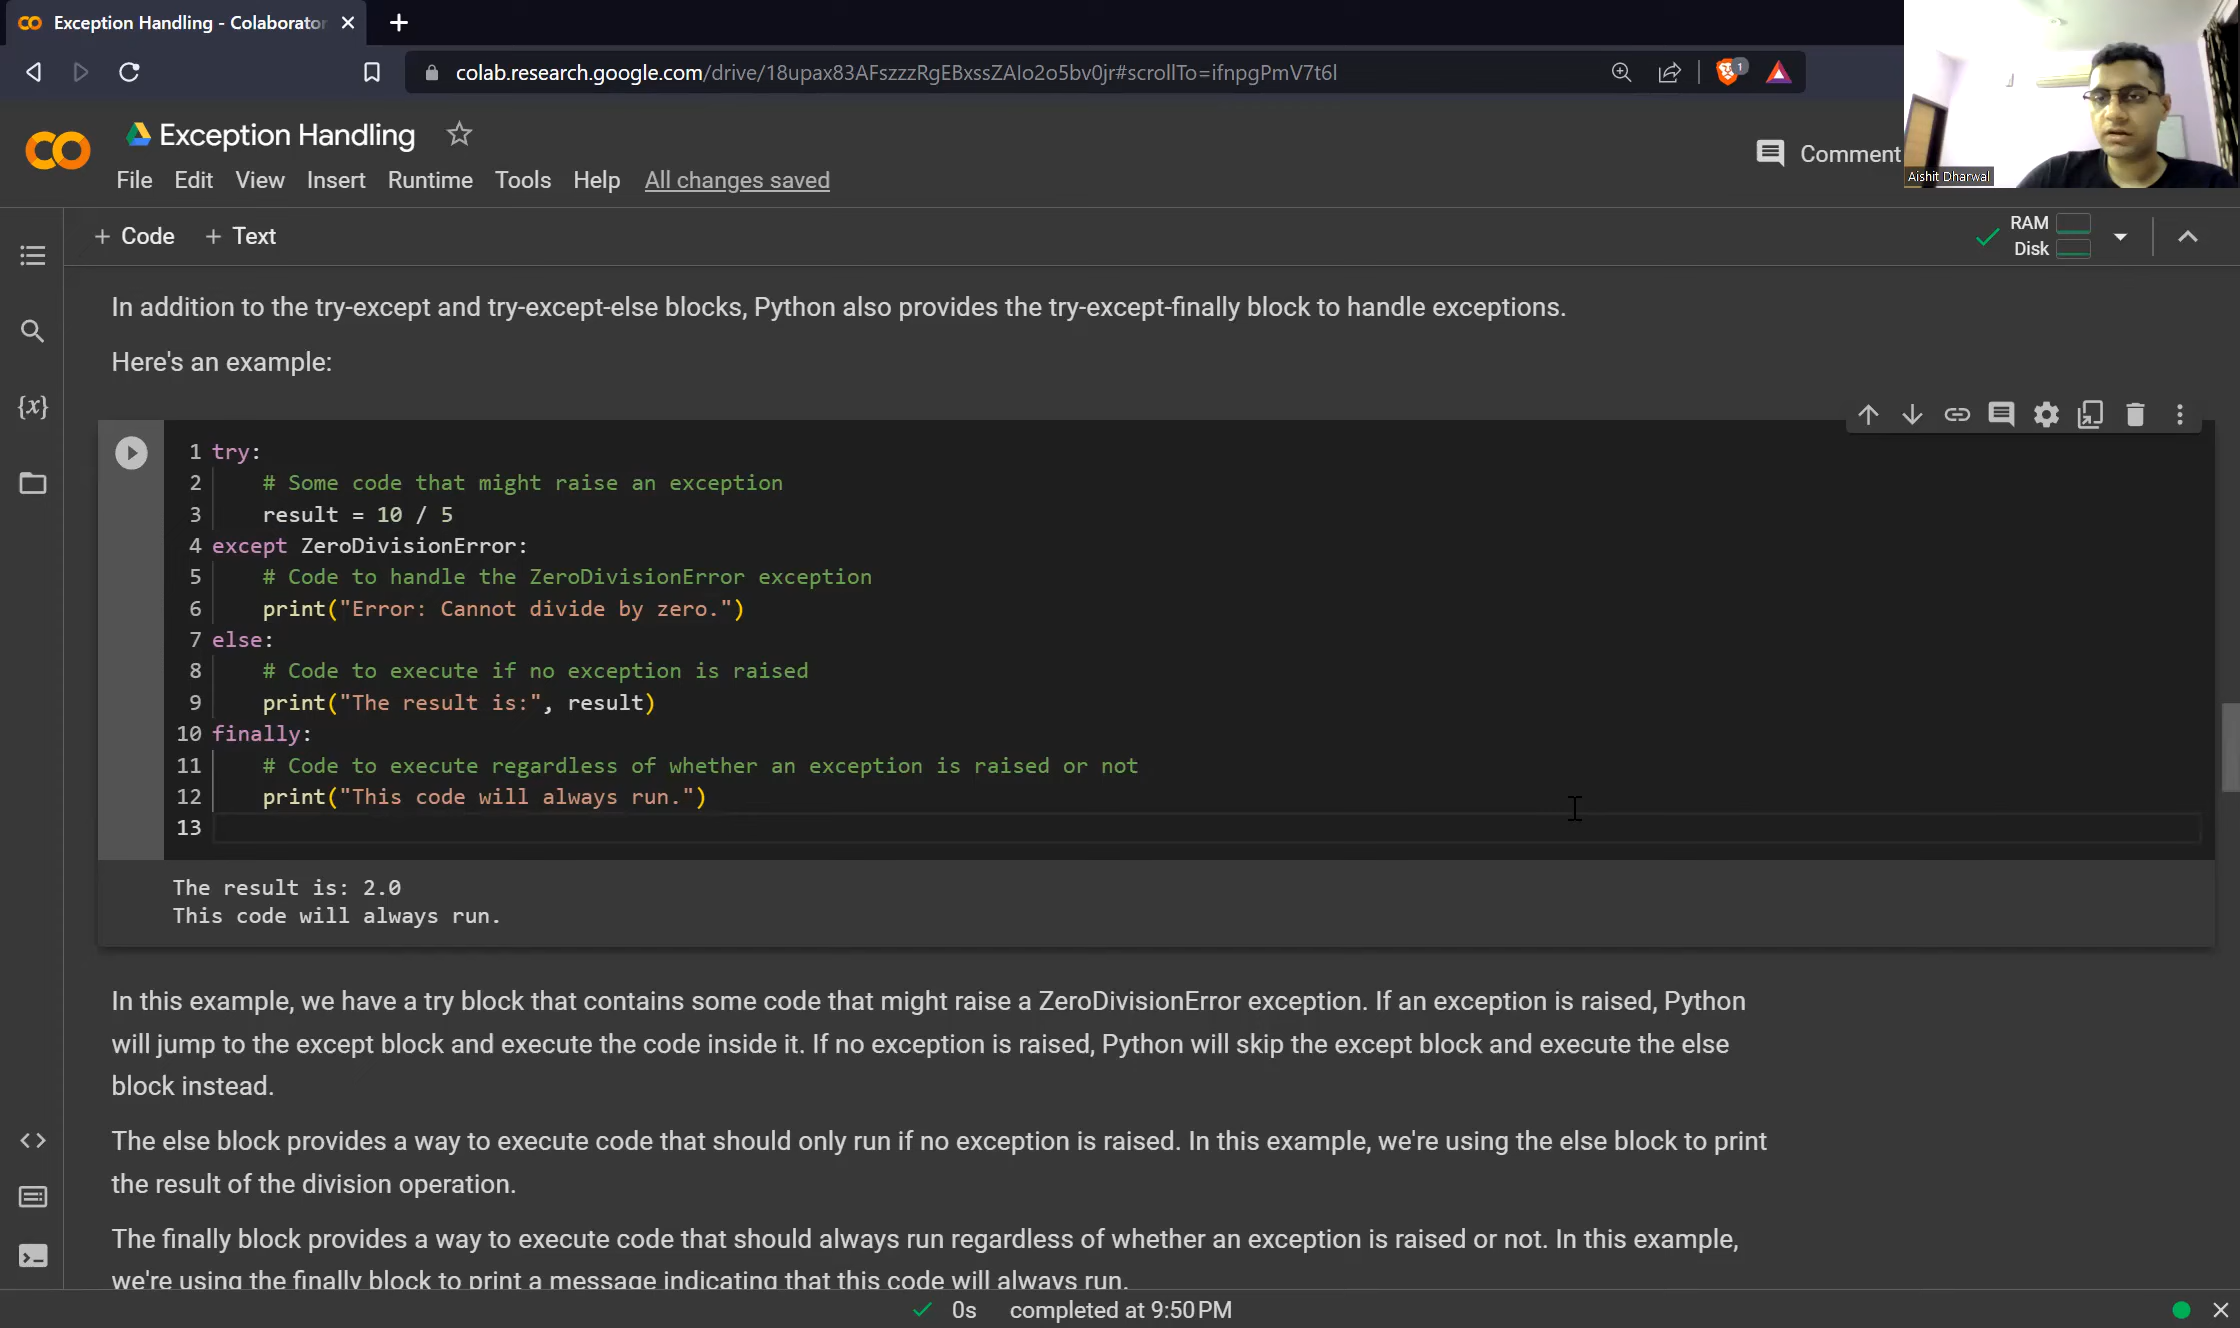 Exception Handling - Colaborator
colab.research.google.com/drive/18upax83AFszzzRgEBxssZAIo2o5bv0jr#scrollTo=ifnpgPmV7t6l
1
Exception Handling
File Edit View Insert Runtime Tools Help All changes saved
Comment
Aishit Dharwal
+ Code + Text
RAM
Disk
In addition to the try-except and try-except-else blocks, Python also provides the try-except-finally block to handle exceptions.
Here's an example:
1 try:
2     # Some code that might raise an exception
3     result = 10 / 5
4 except ZeroDivisionError:
5     # Code to handle the ZeroDivisionError exception
6     print("Error: Cannot divide by zero.")
7 else:
8     # Code to execute if no exception is raised
9     print("The result is:", result)
10 finally:
11     # Code to execute regardless of whether an exception is raised or not
12     print("This code will always run.")
13
The result is: 2.0
This code will always run.
In this example, we have a try block that contains some code that might raise a ZeroDivisionError exception. If an exception is raised, Python
will jump to the except block and execute the code inside it. If no exception is raised, Python will skip the except block and execute the else
block instead.
The else block provides a way to execute code that should only run if no exception is raised. In this example, we're using the else block to print
the result of the division operation.
The finally block provides a way to execute code that should always run regardless of whether an exception is raised or not. In this example,
we're using the finally block to print a message indicating that this code will always run.
0s completed at 9:50 PM